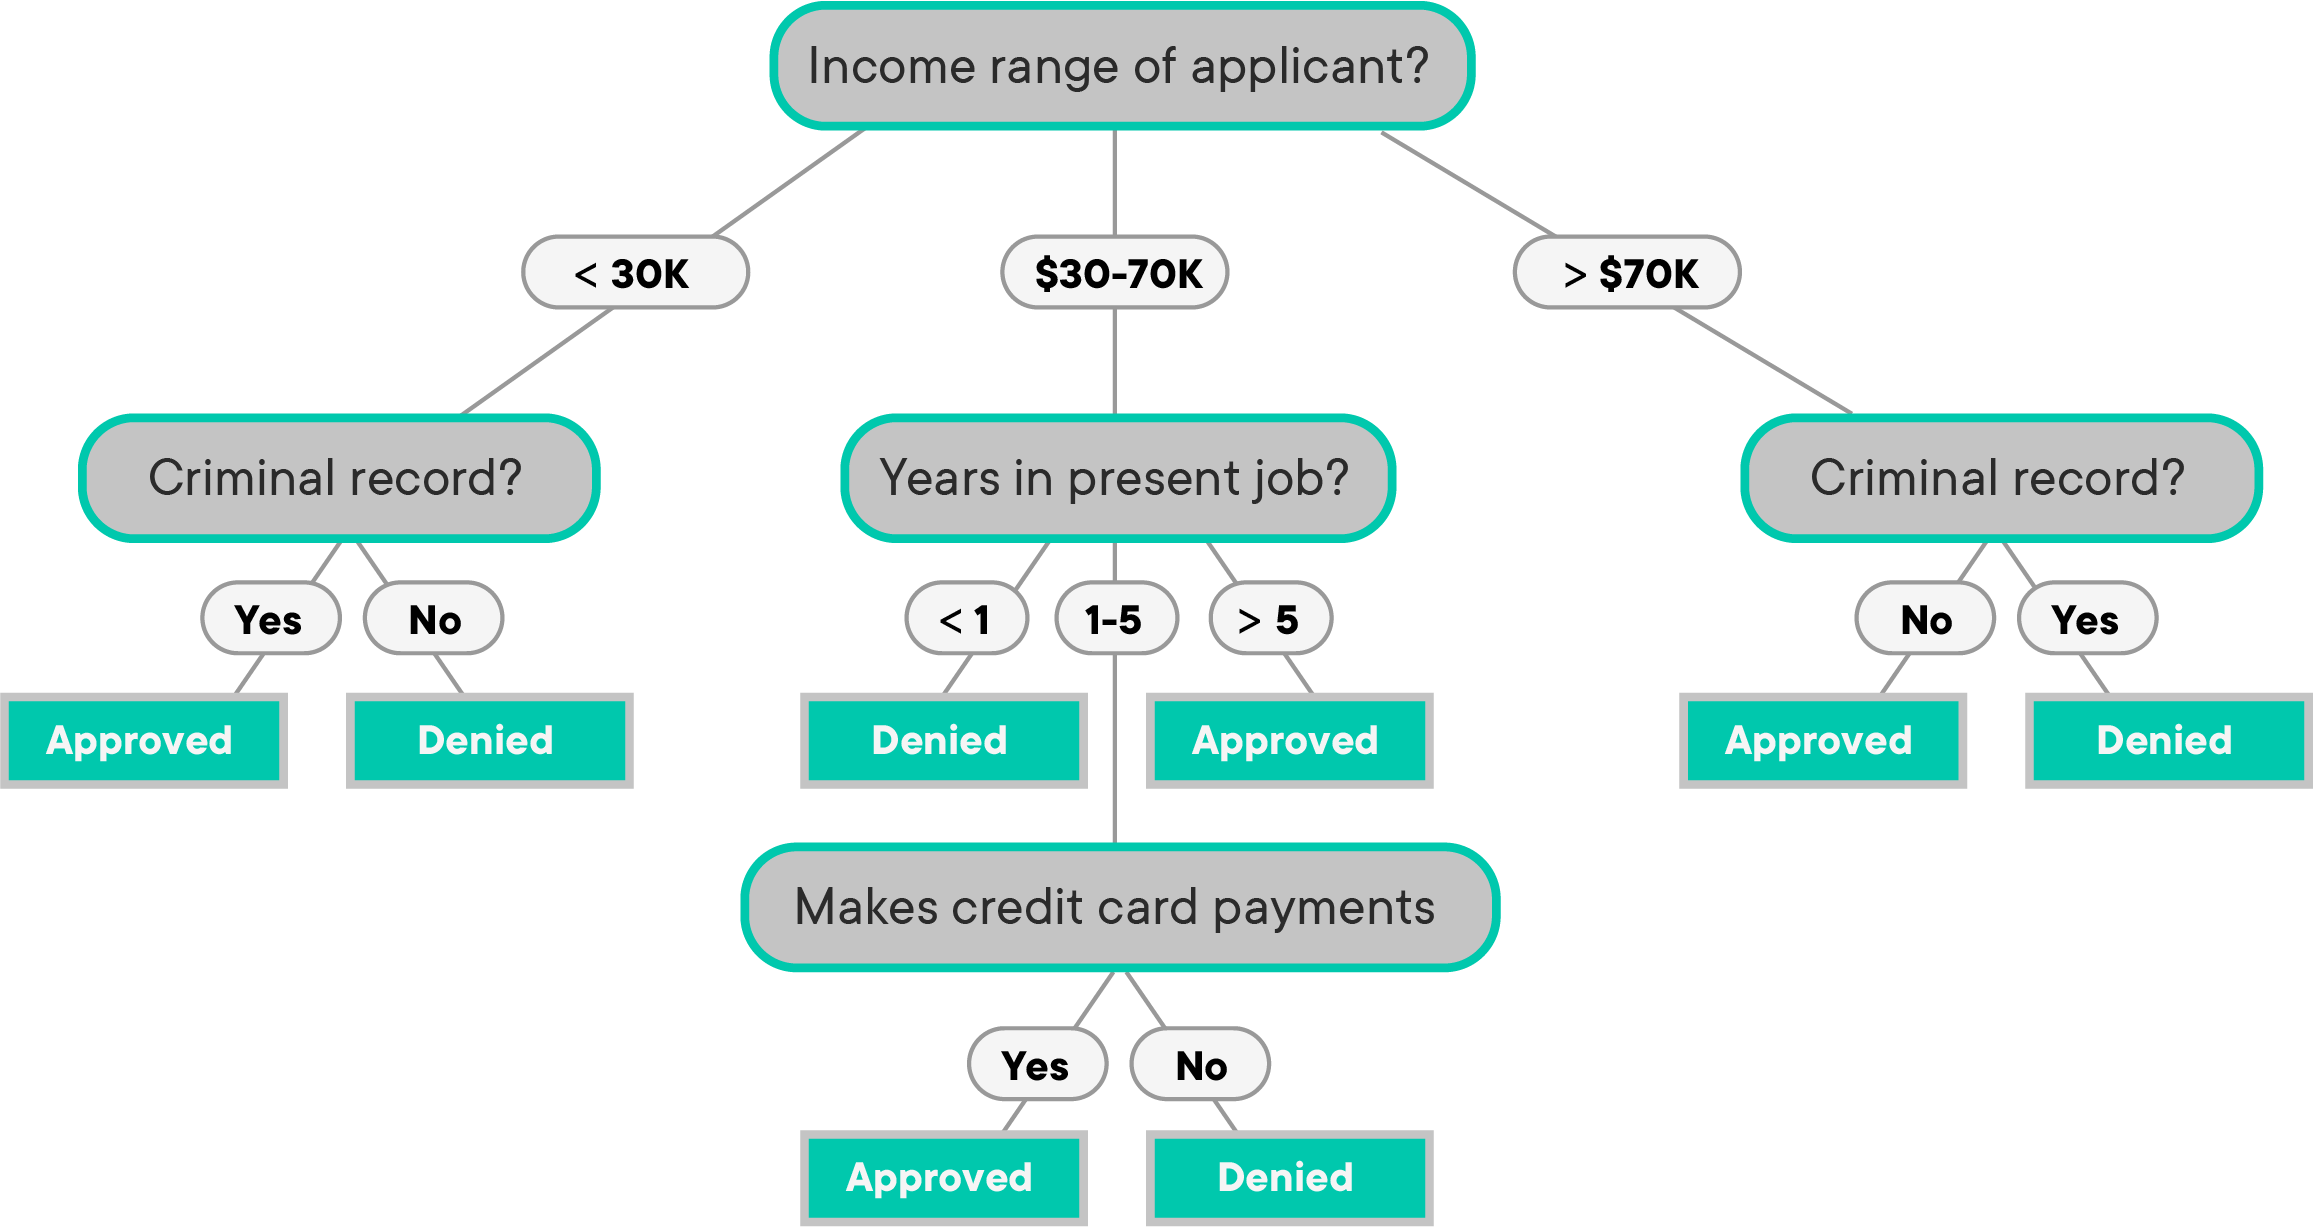 Income range of applicant?
< 30K
$30-70K
> $70K
Criminal record?
Years in present job?
Criminal record?
Yes
No
< 1
1-5
> 5
No
Yes
Approved
Denied
Denied
Approved
Approved
Denied
Makes credit card payments
Yes
No
Approved
Denied